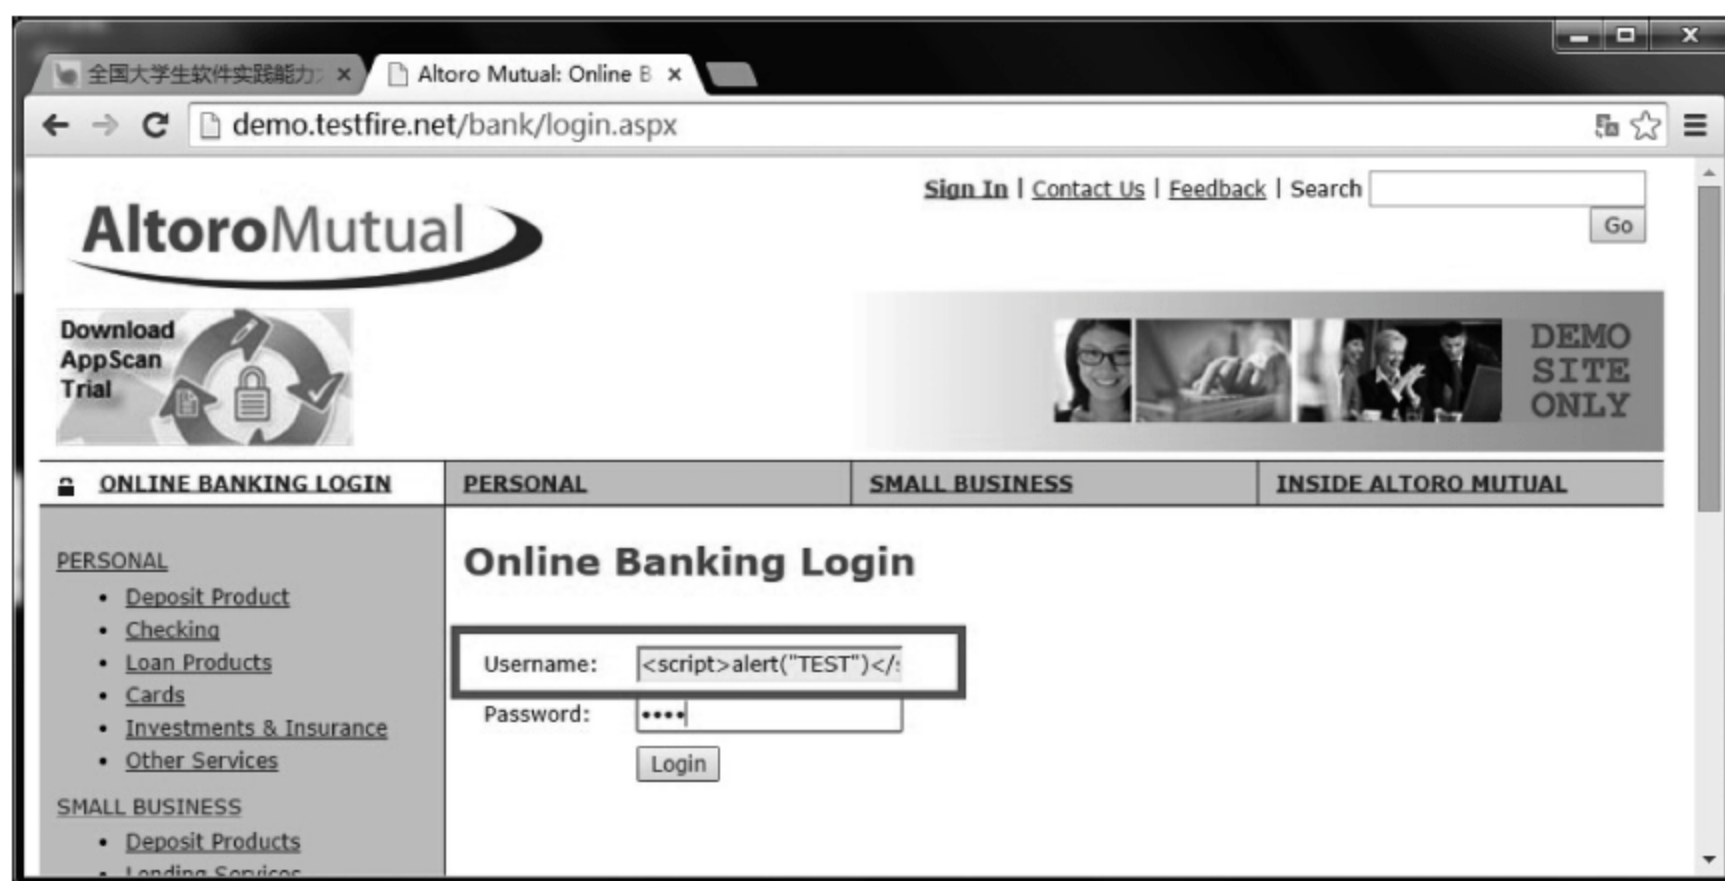 全国大学生软件实践能力
Altoro Mutual: Online B
demo.testfire.net/bank/login.aspx
Sign In | Contact Us | Feedback | Search
Go
AltoroMutual
Download
AppScan
Trial
DEMO
SITE
ONLY
ONLINE BANKING LOGIN
PERSONAL
SMALL BUSINESS
INSIDE ALTORO MUTUAL
PERSONAL
• Deposit Product
• Checking
• Loan Products
• Cards
• Investments & Insurance
• Other Services
SMALL BUSINESS
• Deposit Products
• Lending Services
Online Banking Login
Username: <script>alert("TEST")</
Password: ••••
Login